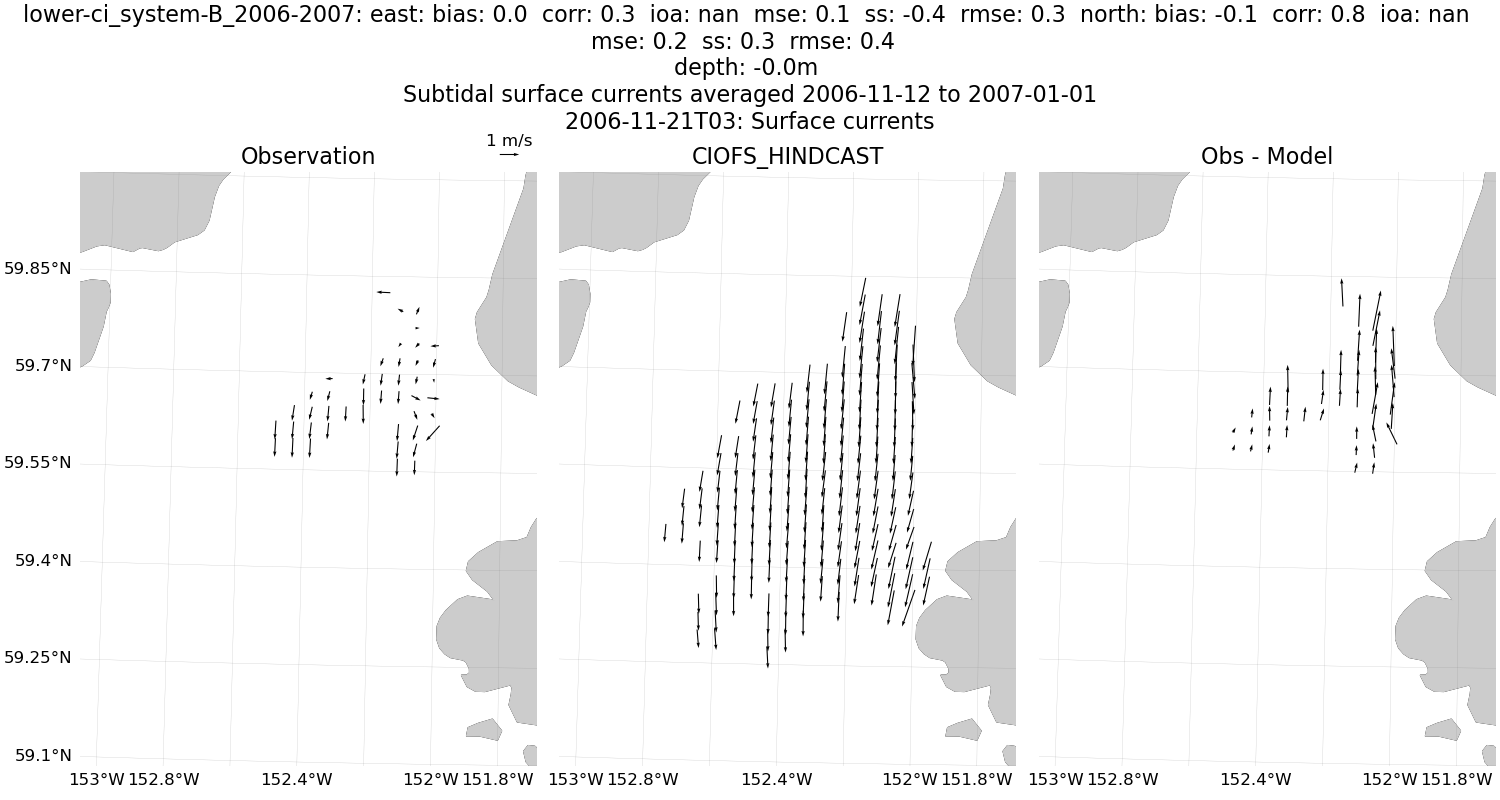 lower-ci_system-B_2006-2007: east: bias: 0.0  corr: 0.3  ioa: nan  mse: 0.1  ss: -0.4  rmse: 0.3  north: bias: -0.1  corr: 0.8  ioa: nan
mse: 0.2  ss: 0.3  rmse: 0.4
depth: -0.0m
Subtidal surface currents averaged 2006-11-12 to 2007-01-01
2006-11-21T03: Surface currents
1 m/s
Observation
CIOFS_HINDCAST
Obs - Model
59.85°N
59.7°N
59.55°N
59.4°N
59.25°N
59.1°N
153°W 152.8°W 152.4°W 152°W 151.8°W
153°W 152.8°W 152.4°W 152°W 151.8°W
153°W 152.8°W 152.4°W 152°W 151.8°W